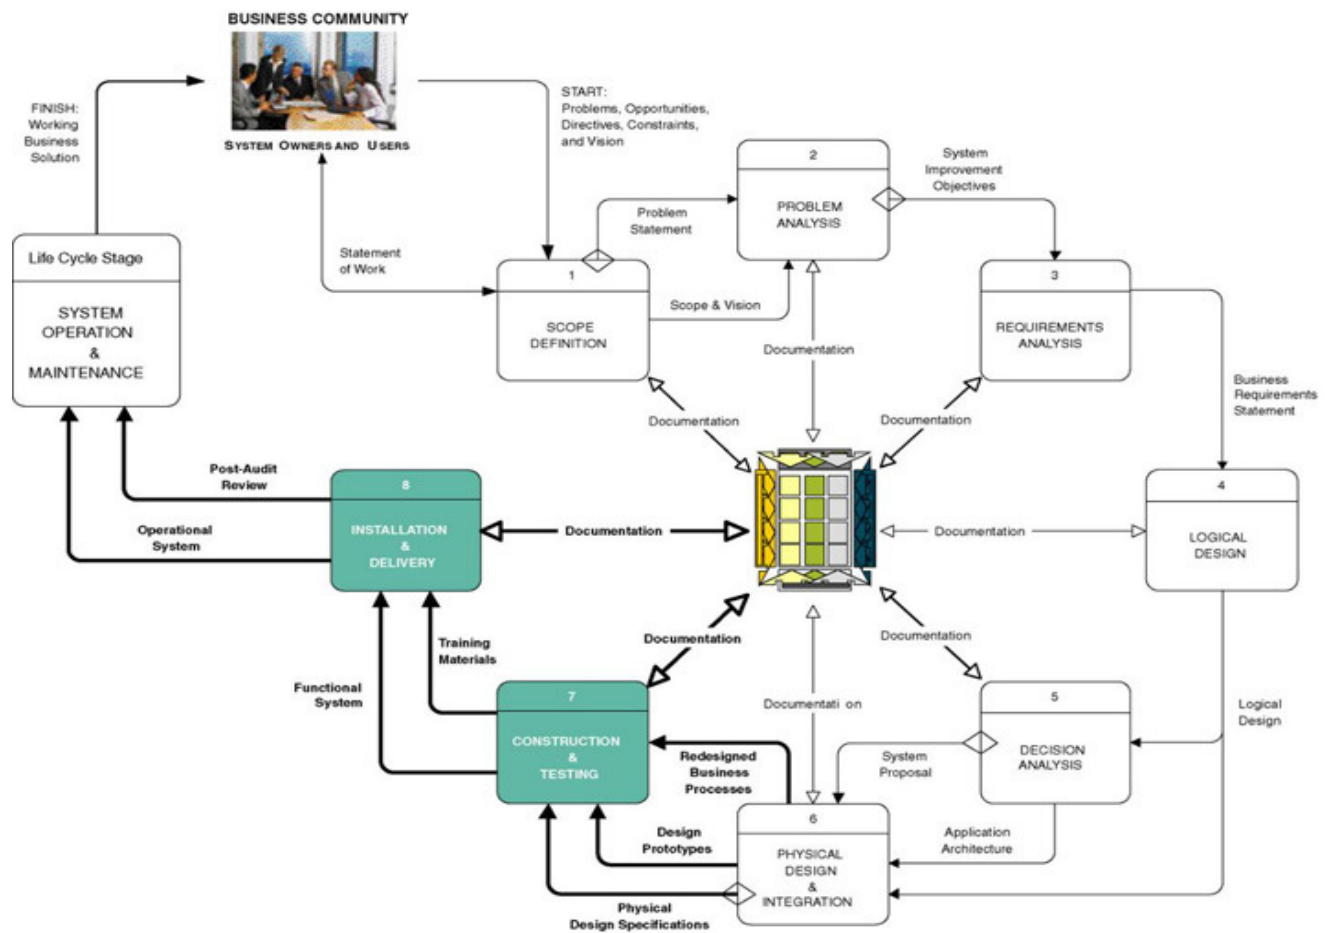 BUSINESS COMMUNITY
SYSTEM OWNERS AND USERS
FINISH:
Working
Business
Solution
START:
Problems, Opportunities,
Directives, Constraints,
and Vision
Statement
of Work
Life Cycle Stage
SYSTEM
OPERATION
&
MAINTENANCE
1
SCOPE
DEFINITION
Problem
Statement
Scope & Vision
2
PROBLEM
ANALYSIS
System
Improvement
Objectives
3
REQUIREMENTS
ANALYSIS
Business
Requirements
Statement
Documentation
Documentation
Documentation
Post-Audit
Review
Operational
System
8
INSTALLATION
&
DELIVERY
Documentation
Documentation
4
LOGICAL
DESIGN
Training
Materials
Functional
System
Documentation
Documentation
Documentati on
7
CONSTRUCTION
&
TESTING
Redesigned
Business
Processes
System
Proposal
5
DECISION
ANALYSIS
Logical
Design
Design
Prototypes
Physical
Design Specifications
6
PHYSICAL
DESIGN
&
INTEGRATION
Application
Architecture